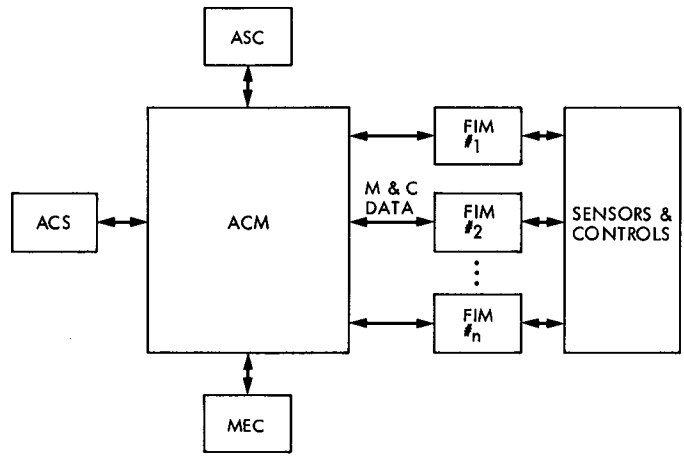 ASC
ACS
ACM
MEC
M & C
DATA
FIM
#1
FIM
#2
FIM
#n
SENSORS &
CONTROLS